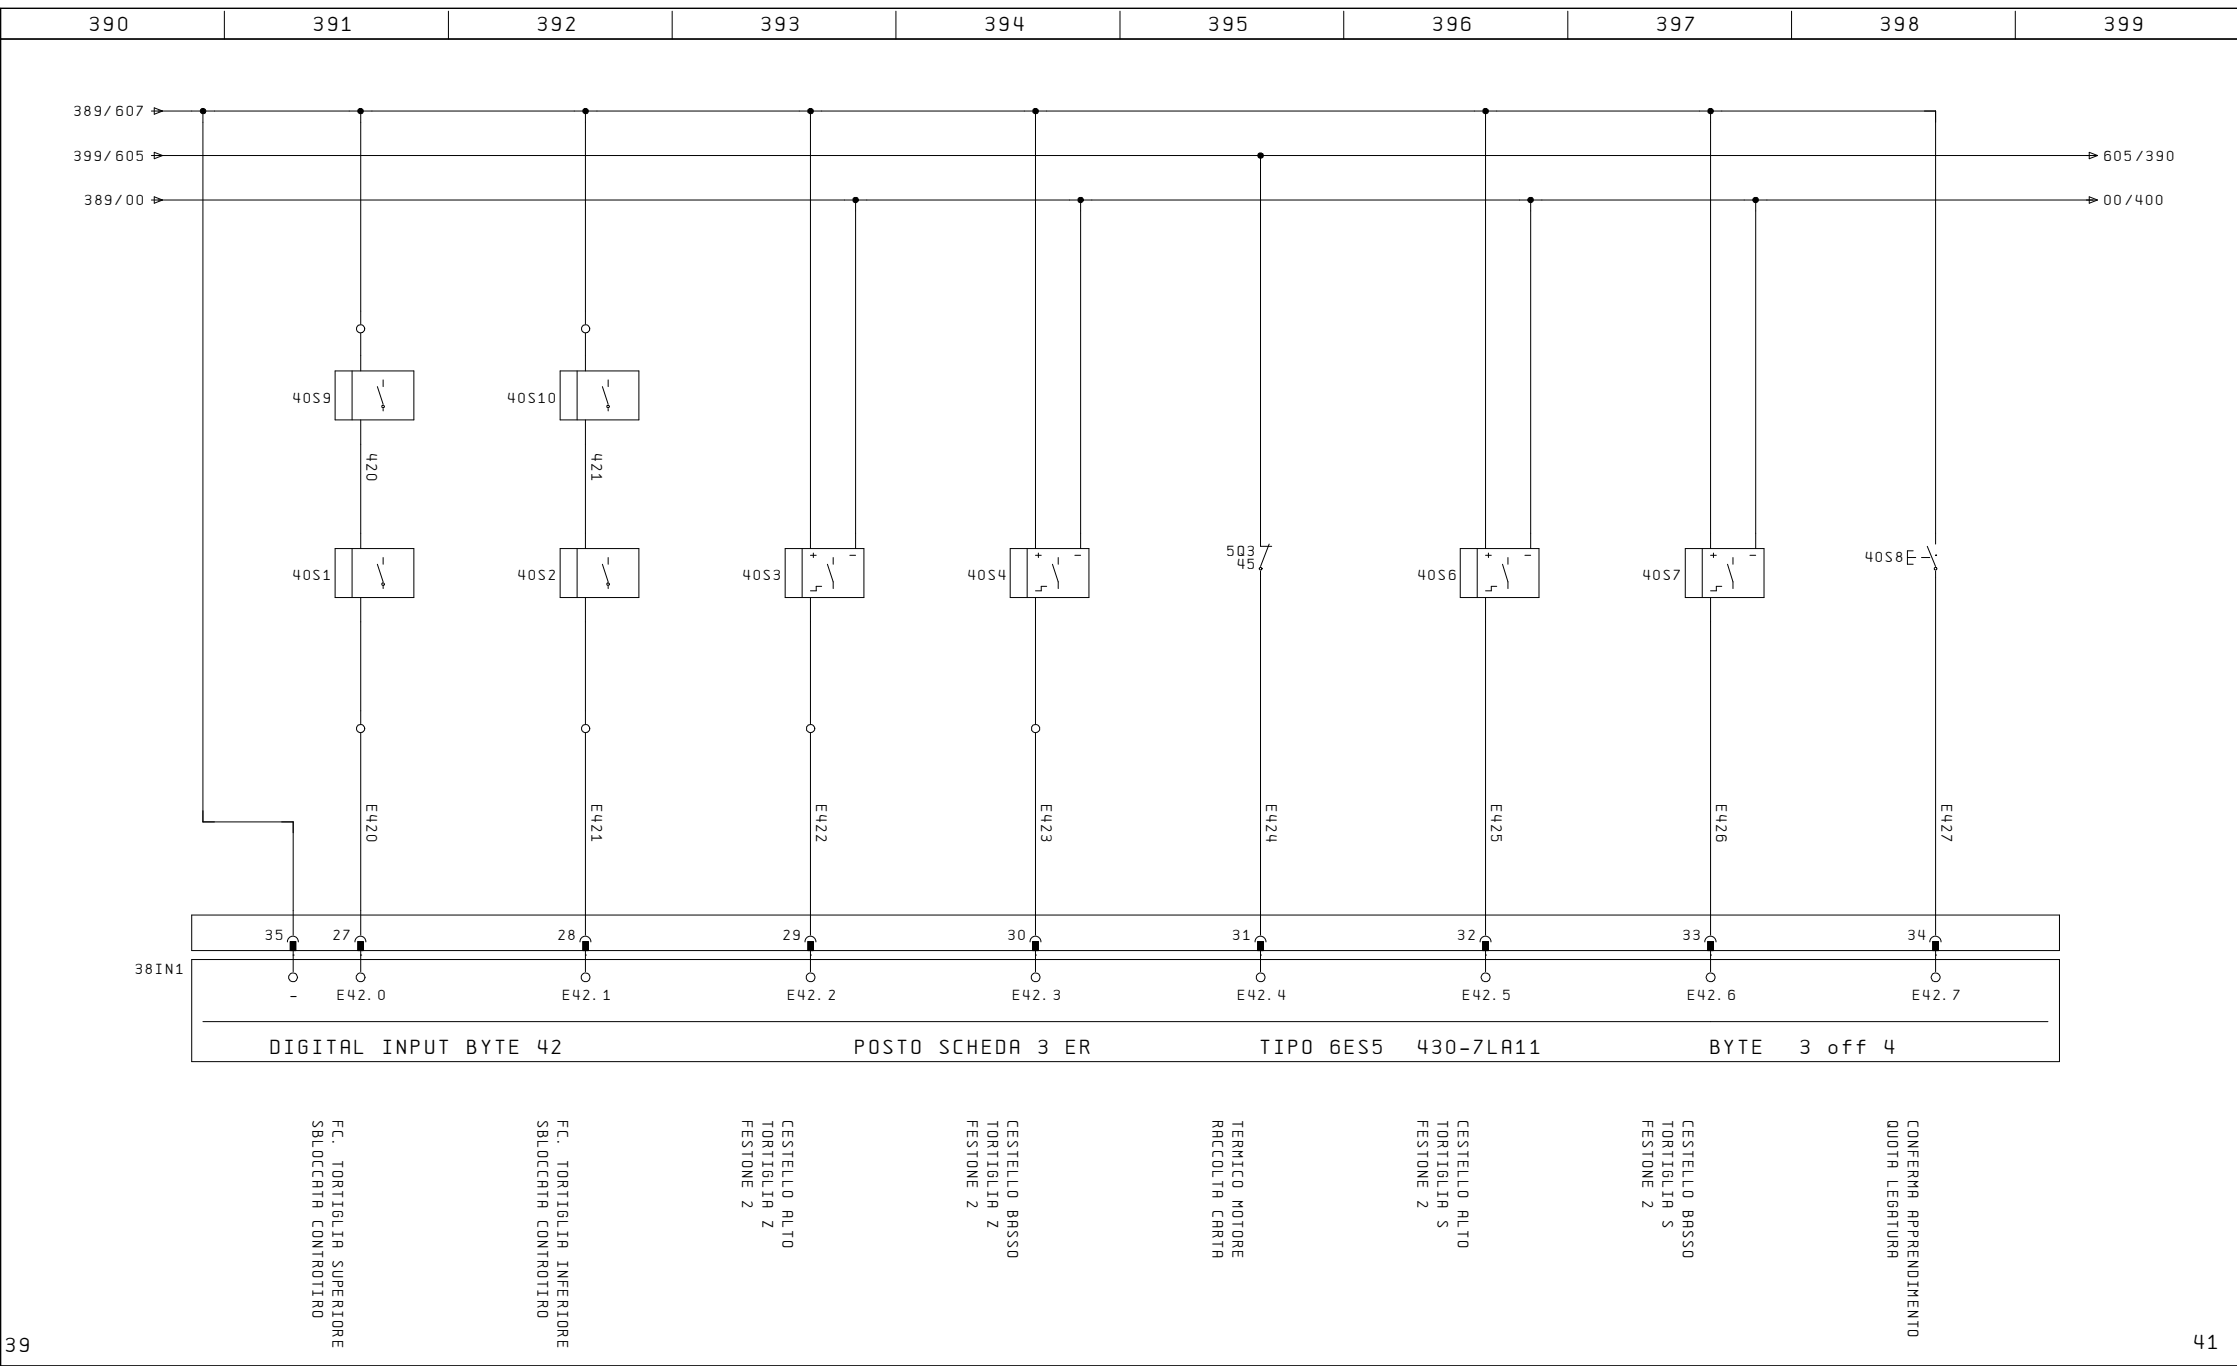 390 391 392 393 394 395 396 397 398 399
389/607
399/605 605/390
389/00 00/400
40S9 40S10
420 421
40S1 40S2 40S3 + - 40S4 + - 5Q3 40S6 + - 40S7 + - 40S8
45
E420 E421 E422 E423 E424 E425 E426 E427
35 27 28 29 30 31 32 33 34
38IN1
- E42.0 E42.1 E42.2 E42.3 E42.4 E42.5 E42.6 E42.7
DIGITAL INPUT BYTE 42 POSTO SCHEDA 3 ER TIPO 6ES5 430-7LA11 BYTE 3 off 4
FC. TORTIGLIA SUPERIORE
SBLOCCATA CONTROTIRO
FC. TORTIGLIA INFERIORE
SBLOCCATA CONTROTIRO
CESTELLO ALTO
TORTIGLIA Z
FESTONE 2
CESTELLO BASSO
TORTIGLIA Z
FESTONE 2
TERMICO MOTORE
RACCOLTA CARTA
CESTELLO ALTO
TORTIGLIA S
FESTONE 2
CESTELLO BASSO
TORTIGLIA S
FESTONE 2
CONFERMA APPRENDIMENTO
QUOTA LEGATURA
39 41